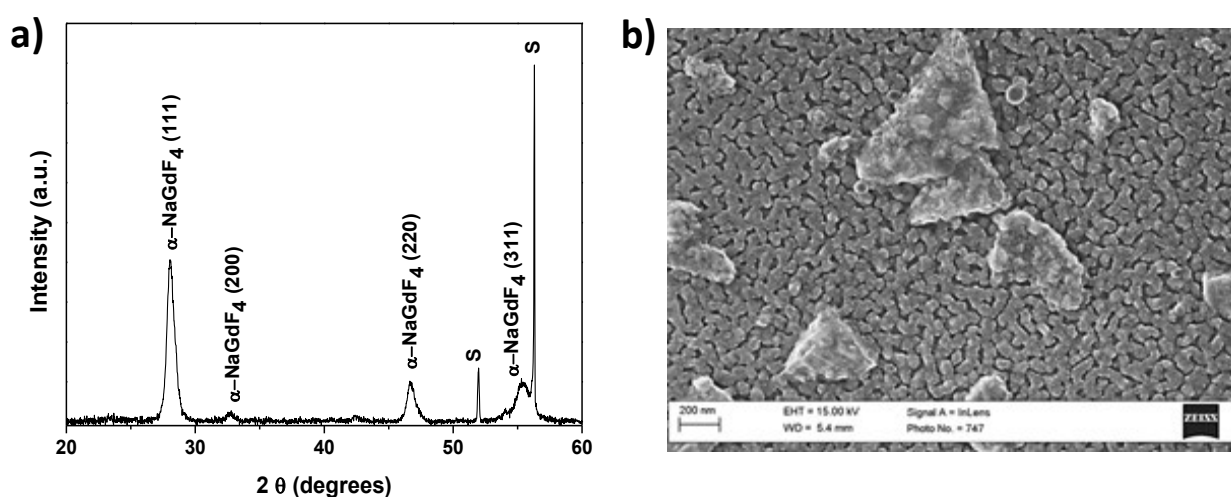 a)
Intensity (a.u.)
α–NaGdF4 (111)
α–NaGdF4 (200)
α–NaGdF4 (220)
S
α–NaGdF4 (311)
S
20 30 40 50 60
2 θ (degrees)
b)
200 nm
EHT = 15.00 kV
WD = 5.4 mm
Signal A = InLens
Photo No. = 747
ZEISS